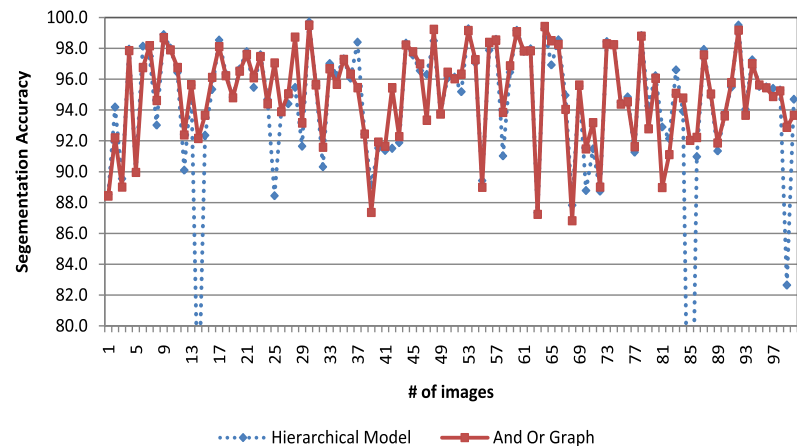 Segementation Accuracy
100.0
98.0
96.0
94.0
92.0
90.0
88.0
86.0
84.0
82.0
80.0
1 5 9 13 17 21 25 29 33 37 41 45 49 53 57 61 65 69 73 77 81 85 89 93 97
# of images
Hierarchical Model And Or Graph